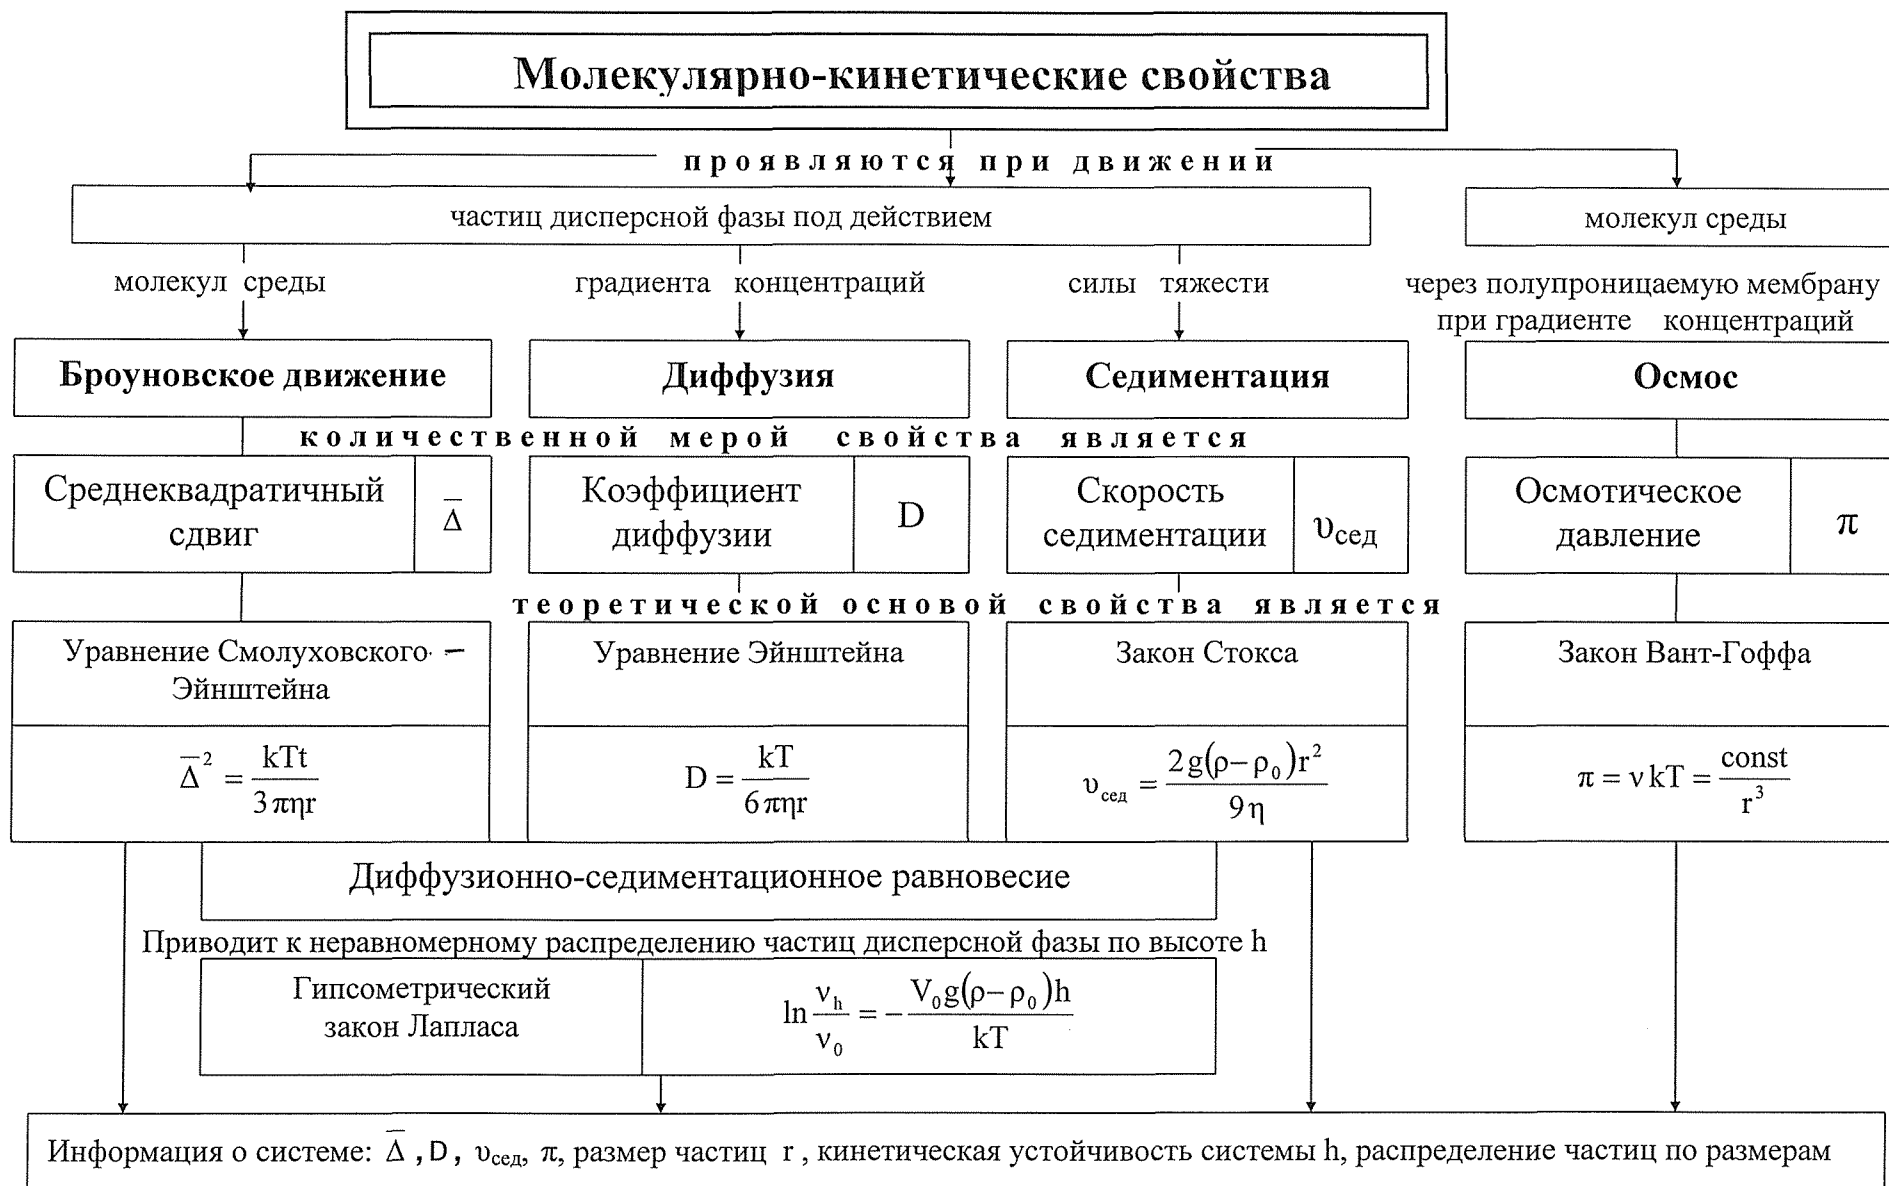 Молекулярно-кинетические свойства
проявляются при движении
частиц дисперсной фазы под действием
молекул среды
молекул среды
градиента концентраций
силы тяжести
через полупроницаемую мембрану
при градиенте концентраций
Броуновское движение
Диффузия
Седиментация
Осмос
количественной мерой свойства является
Среднеквадратичный
сдвиг
Δ̅
Коэффициент
диффузии
D
Скорость
седиментации
υсед
Осмотическое
давление
π
теоретической основой свойства является
Уравнение Смолуховского –
Эйнштейна
Уравнение Эйнштейна
Закон Стокса
Закон Вант-Гоффа
Δ̅² = kTt / 3πηr
D = kT / 6πηr
υсед = 2g(ρ–ρ₀)r² / 9η
π = ν kT = const / r³
Диффузионно-седиментационное равновесие
Приводит к неравномерному распределению частиц дисперсной фазы по высоте h
Гипсометрический
закон Лапласа
ln νh / ν₀ = – V₀g(ρ–ρ₀)h / kT
Информация о системе: Δ̅ , D, υсед, π, размер частиц r , кинетическая устойчивость системы h, распределение частиц по размерам